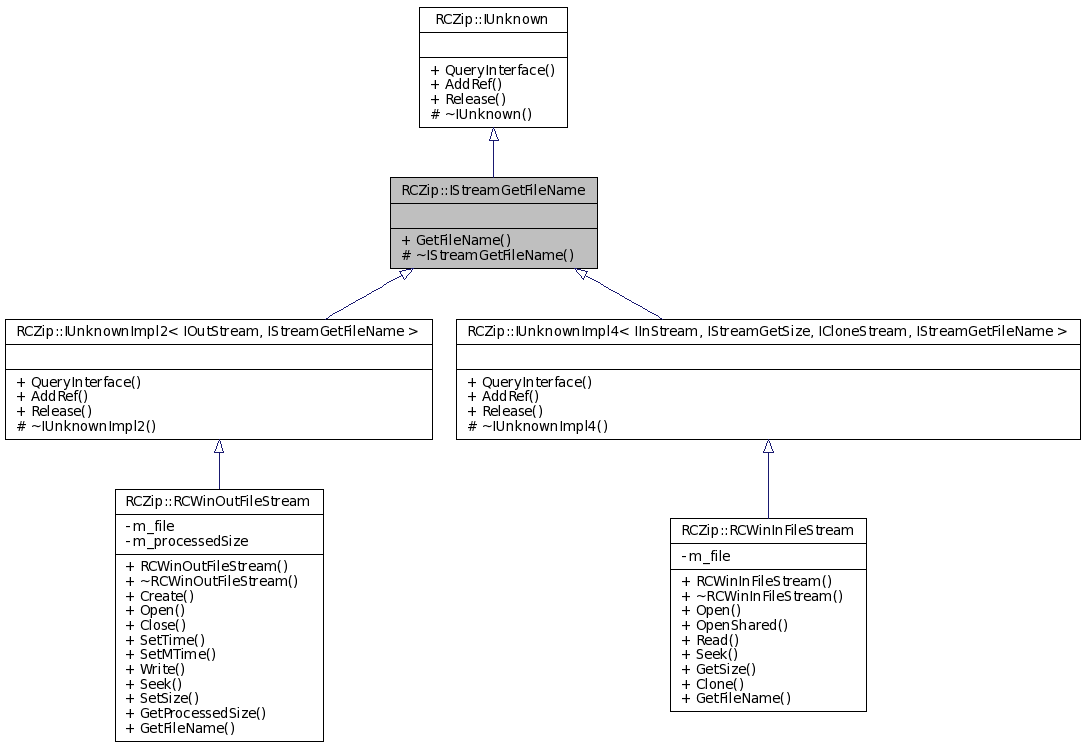 RCZip::IUnknown
+ QueryInterface()
+ AddRef()
+ Release()
# ~IUnknown()
RCZip::IStreamGetFileName
+ GetFileName()
# ~IStreamGetFileName()
RCZip::IUnknownImpl2< IOutStream, IStreamGetFileName >
+ QueryInterface()
+ AddRef()
+ Release()
# ~IUnknownImpl2()
RCZip::IUnknownImpl4< IInStream, IStreamGetSize, ICloneStream, IStreamGetFileName >
+ QueryInterface()
+ AddRef()
+ Release()
# ~IUnknownImpl4()
RCZip::RCWinOutFileStream
- m_file
- m_processedSize
+ RCWinOutFileStream()
+ ~RCWinOutFileStream()
+ Create()
+ Open()
+ Close()
+ SetTime()
+ SetMTime()
+ Write()
+ Seek()
+ SetSize()
+ GetProcessedSize()
+ GetFileName()
RCZip::RCWinInFileStream
- m_file
+ RCWinInFileStream()
+ ~RCWinInFileStream()
+ Open()
+ OpenShared()
+ Read()
+ Seek()
+ GetSize()
+ Clone()
+ GetFileName()